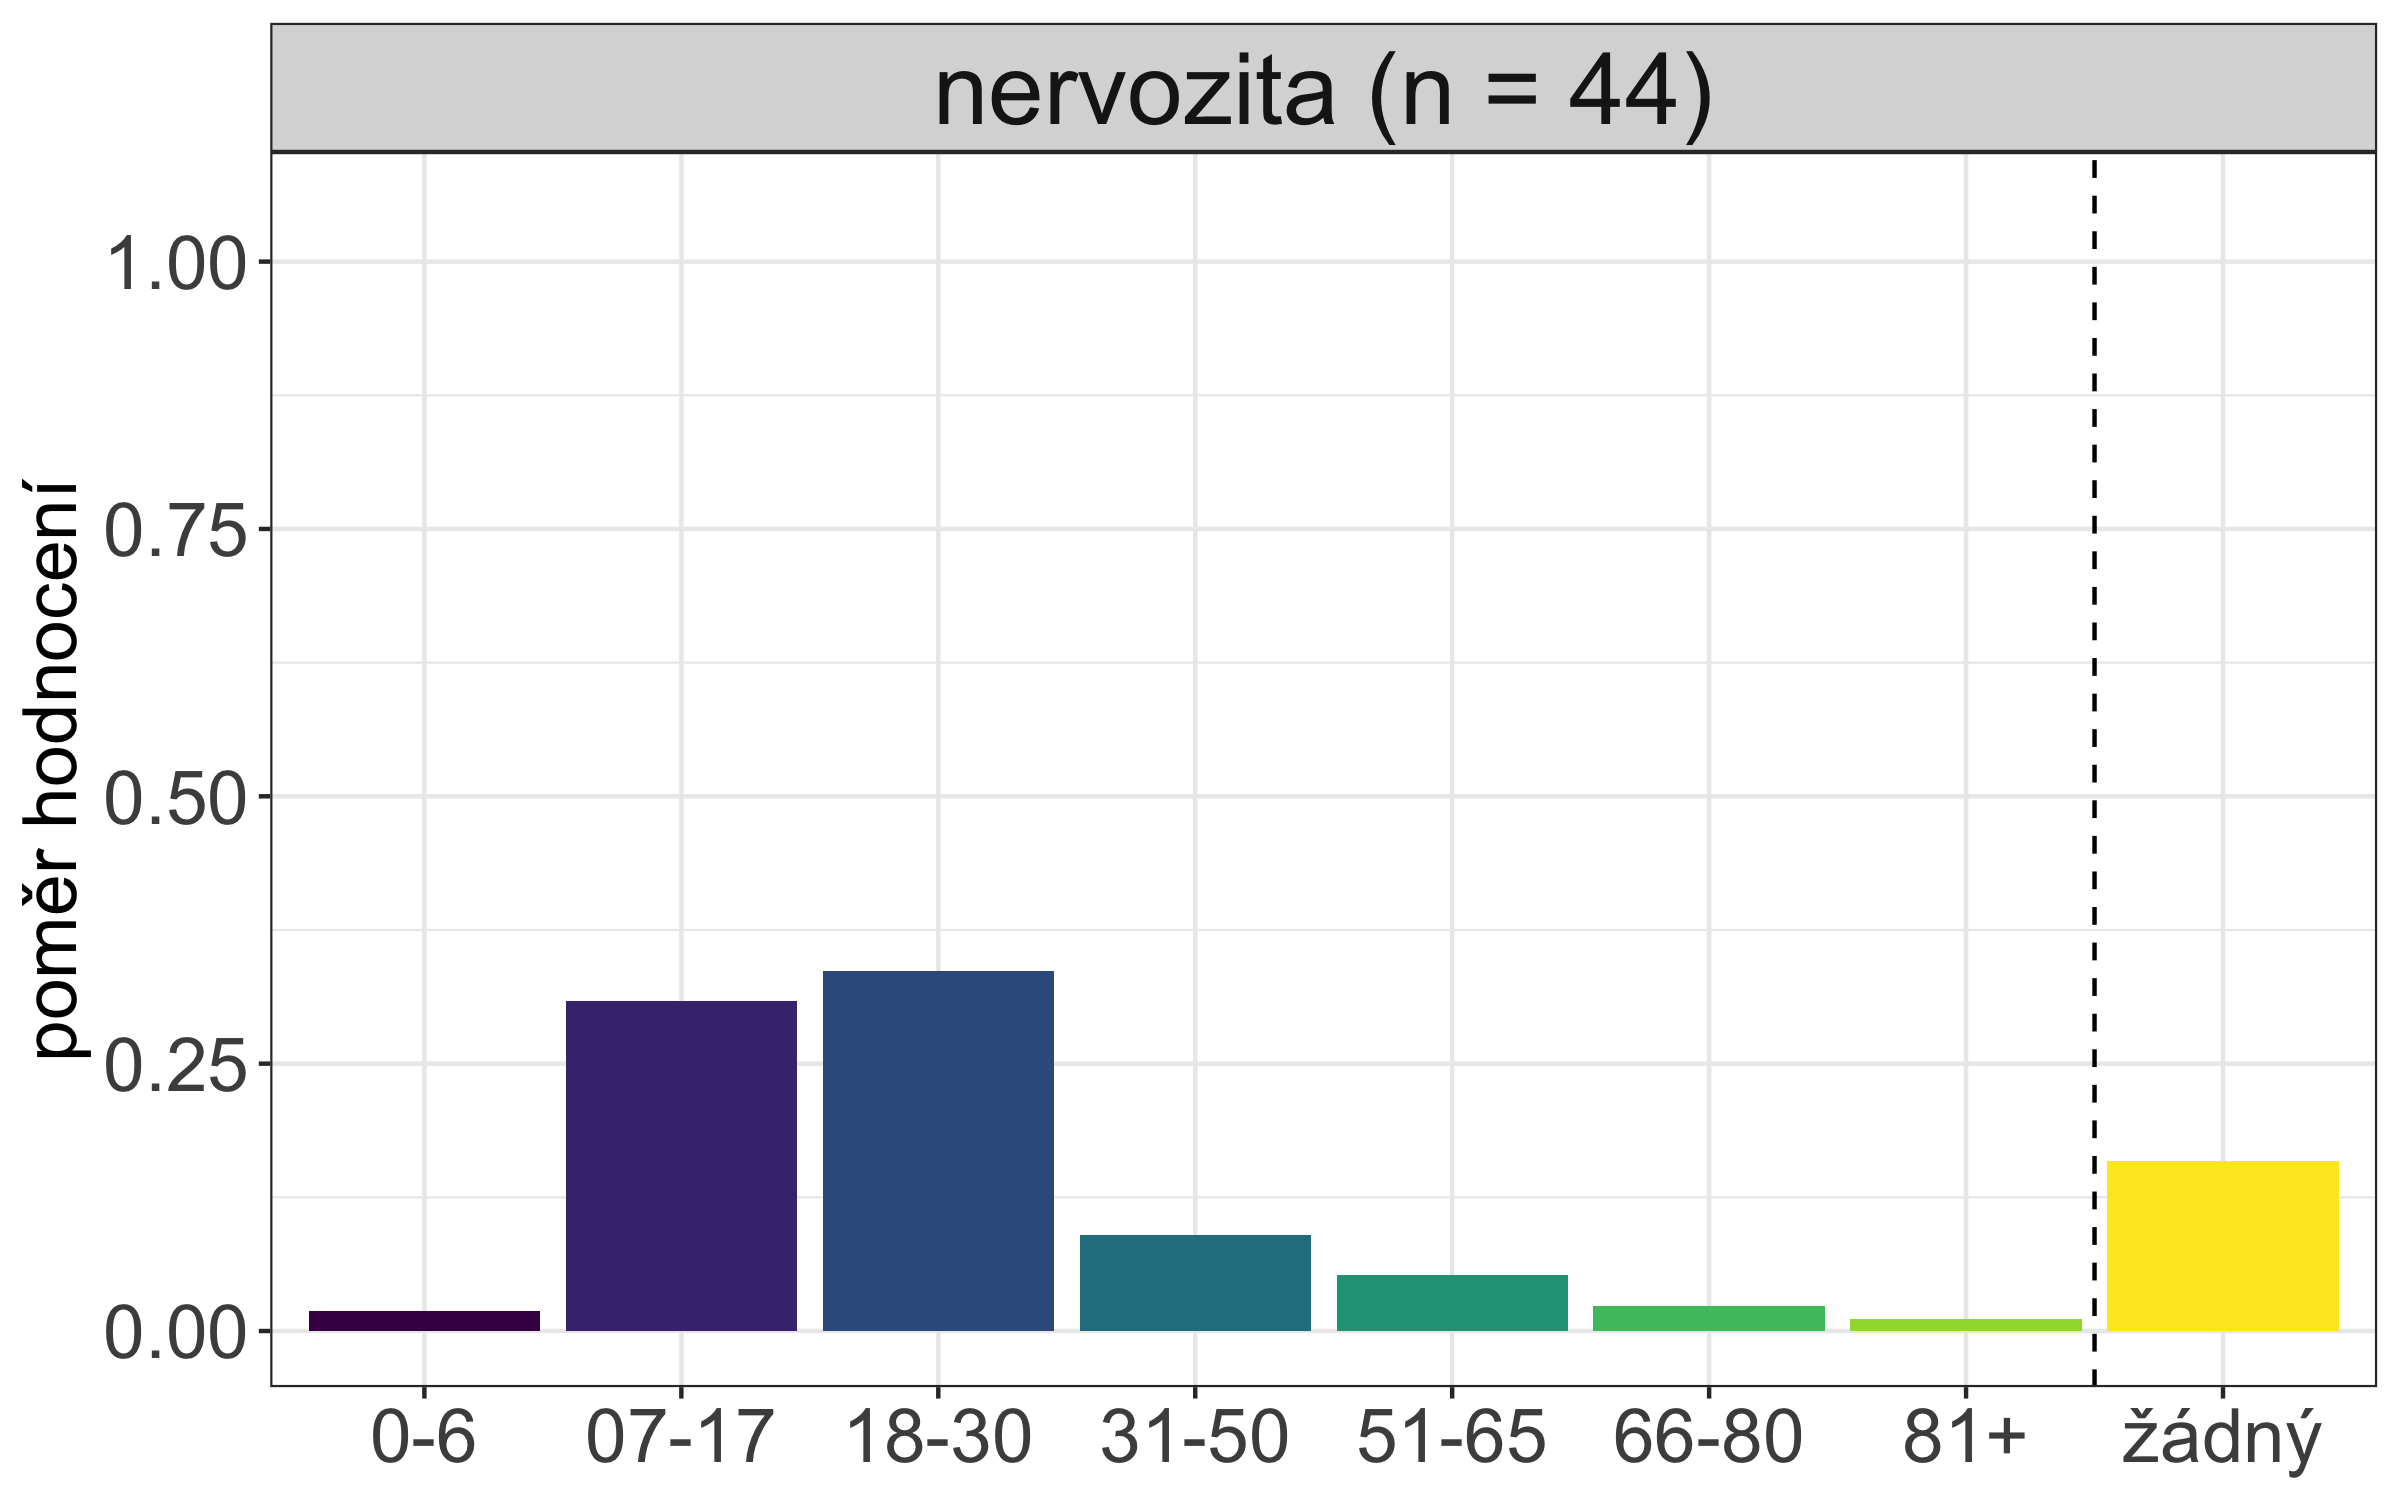 nervozita (n = 44)
poměr hodnocení
1.00
0.75
0.50
0.25
0.00
0-6 07-17 18-30 31-50 51-65 66-80 81+ žádný